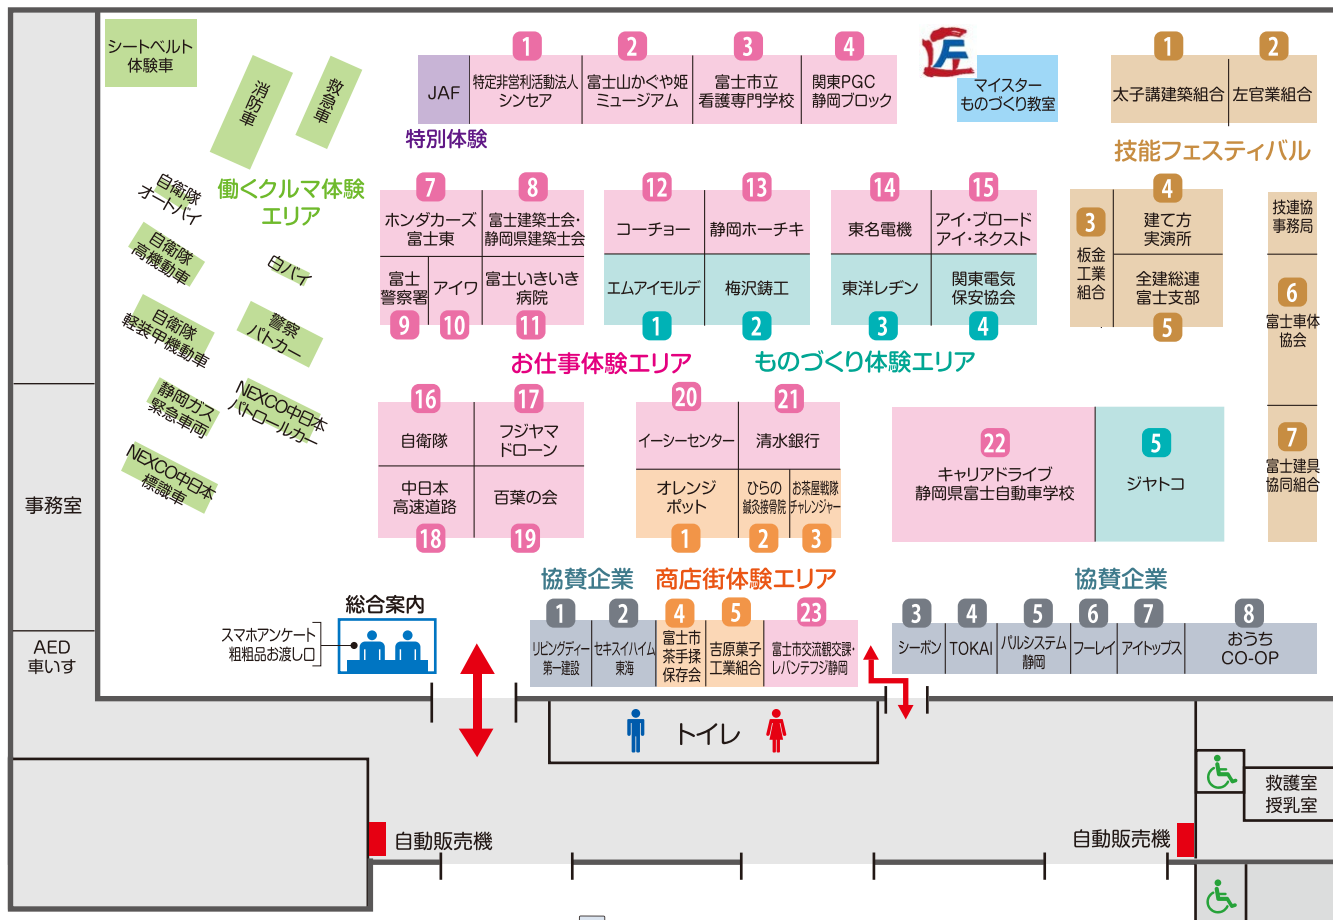 シートベルト
体験車
消防車
救急車
自衛隊
オートバイ
働くクルマ体験
エリア
自衛隊
高機動車
白バイ
自衛隊
軽装甲機動車
警察
パトカー
静岡ガス
緊急車両
NEXCO中日本
パトロールカー
NEXCO中日本
標識車
JAF
特別体験
1
特定非営利活動法人
シンセア
2
富士山かぐや姫
ミュージアム
3
富士市立
看護専門学校
4
関東PGC
静岡ブロック
マイスター
ものづくり教室
1
太子講建築組合
2
左官業組合
技能フェスティバル
7
ホンダカーズ
富士東
8
富士建築士会・
静岡県建築士会
富士
警察署
9
アイワ
10
富士いきいき
病院
11
12
コーチョー
13
静岡ホーチキ
エムアイモルデ
1
梅沢鋳工
2
14
東名電機
15
アイ・ブロード
アイ・ネクスト
東洋レヂン
3
関東電気
保安協会
4
3
板金
工業
組合
4
建て方
実演所
全建総連
富士支部
5
技連協
事務局
6
富士車体
協会
7
富士建具
協同組合
お仕事体験エリア
ものづくり体験エリア
16
自衛隊
17
フジヤマ
ドローン
中日本
高速道路
18
百葉の会
19
20
イーシーセンター
21
清水銀行
オレンジ
ポット
1
ひらの
鍼灸接骨院
2
お茶屋戦隊
チャレンジャー
3
22
キャリアドライブ
静岡県富士自動車学校
5
ジヤトコ
協賛企業
商店街体験エリア
協賛企業
1
リビングディー
第一建設
2
セキスイハイム
東海
4
富士市
茶手揉
保存会
5
吉原菓子
工業組合
23
富士市交流観交課・
レバンテフジ静岡
3
シーボン
4
TOKAI
5
パルシステム
静岡
6
フーレイ
7
アイトップス
8
おうち
CO-OP
総合案内
スマホアンケート
粗粗品お渡し口
事務室
AED
車いす
トイレ
自動販売機
自動販売機
救護室
授乳室